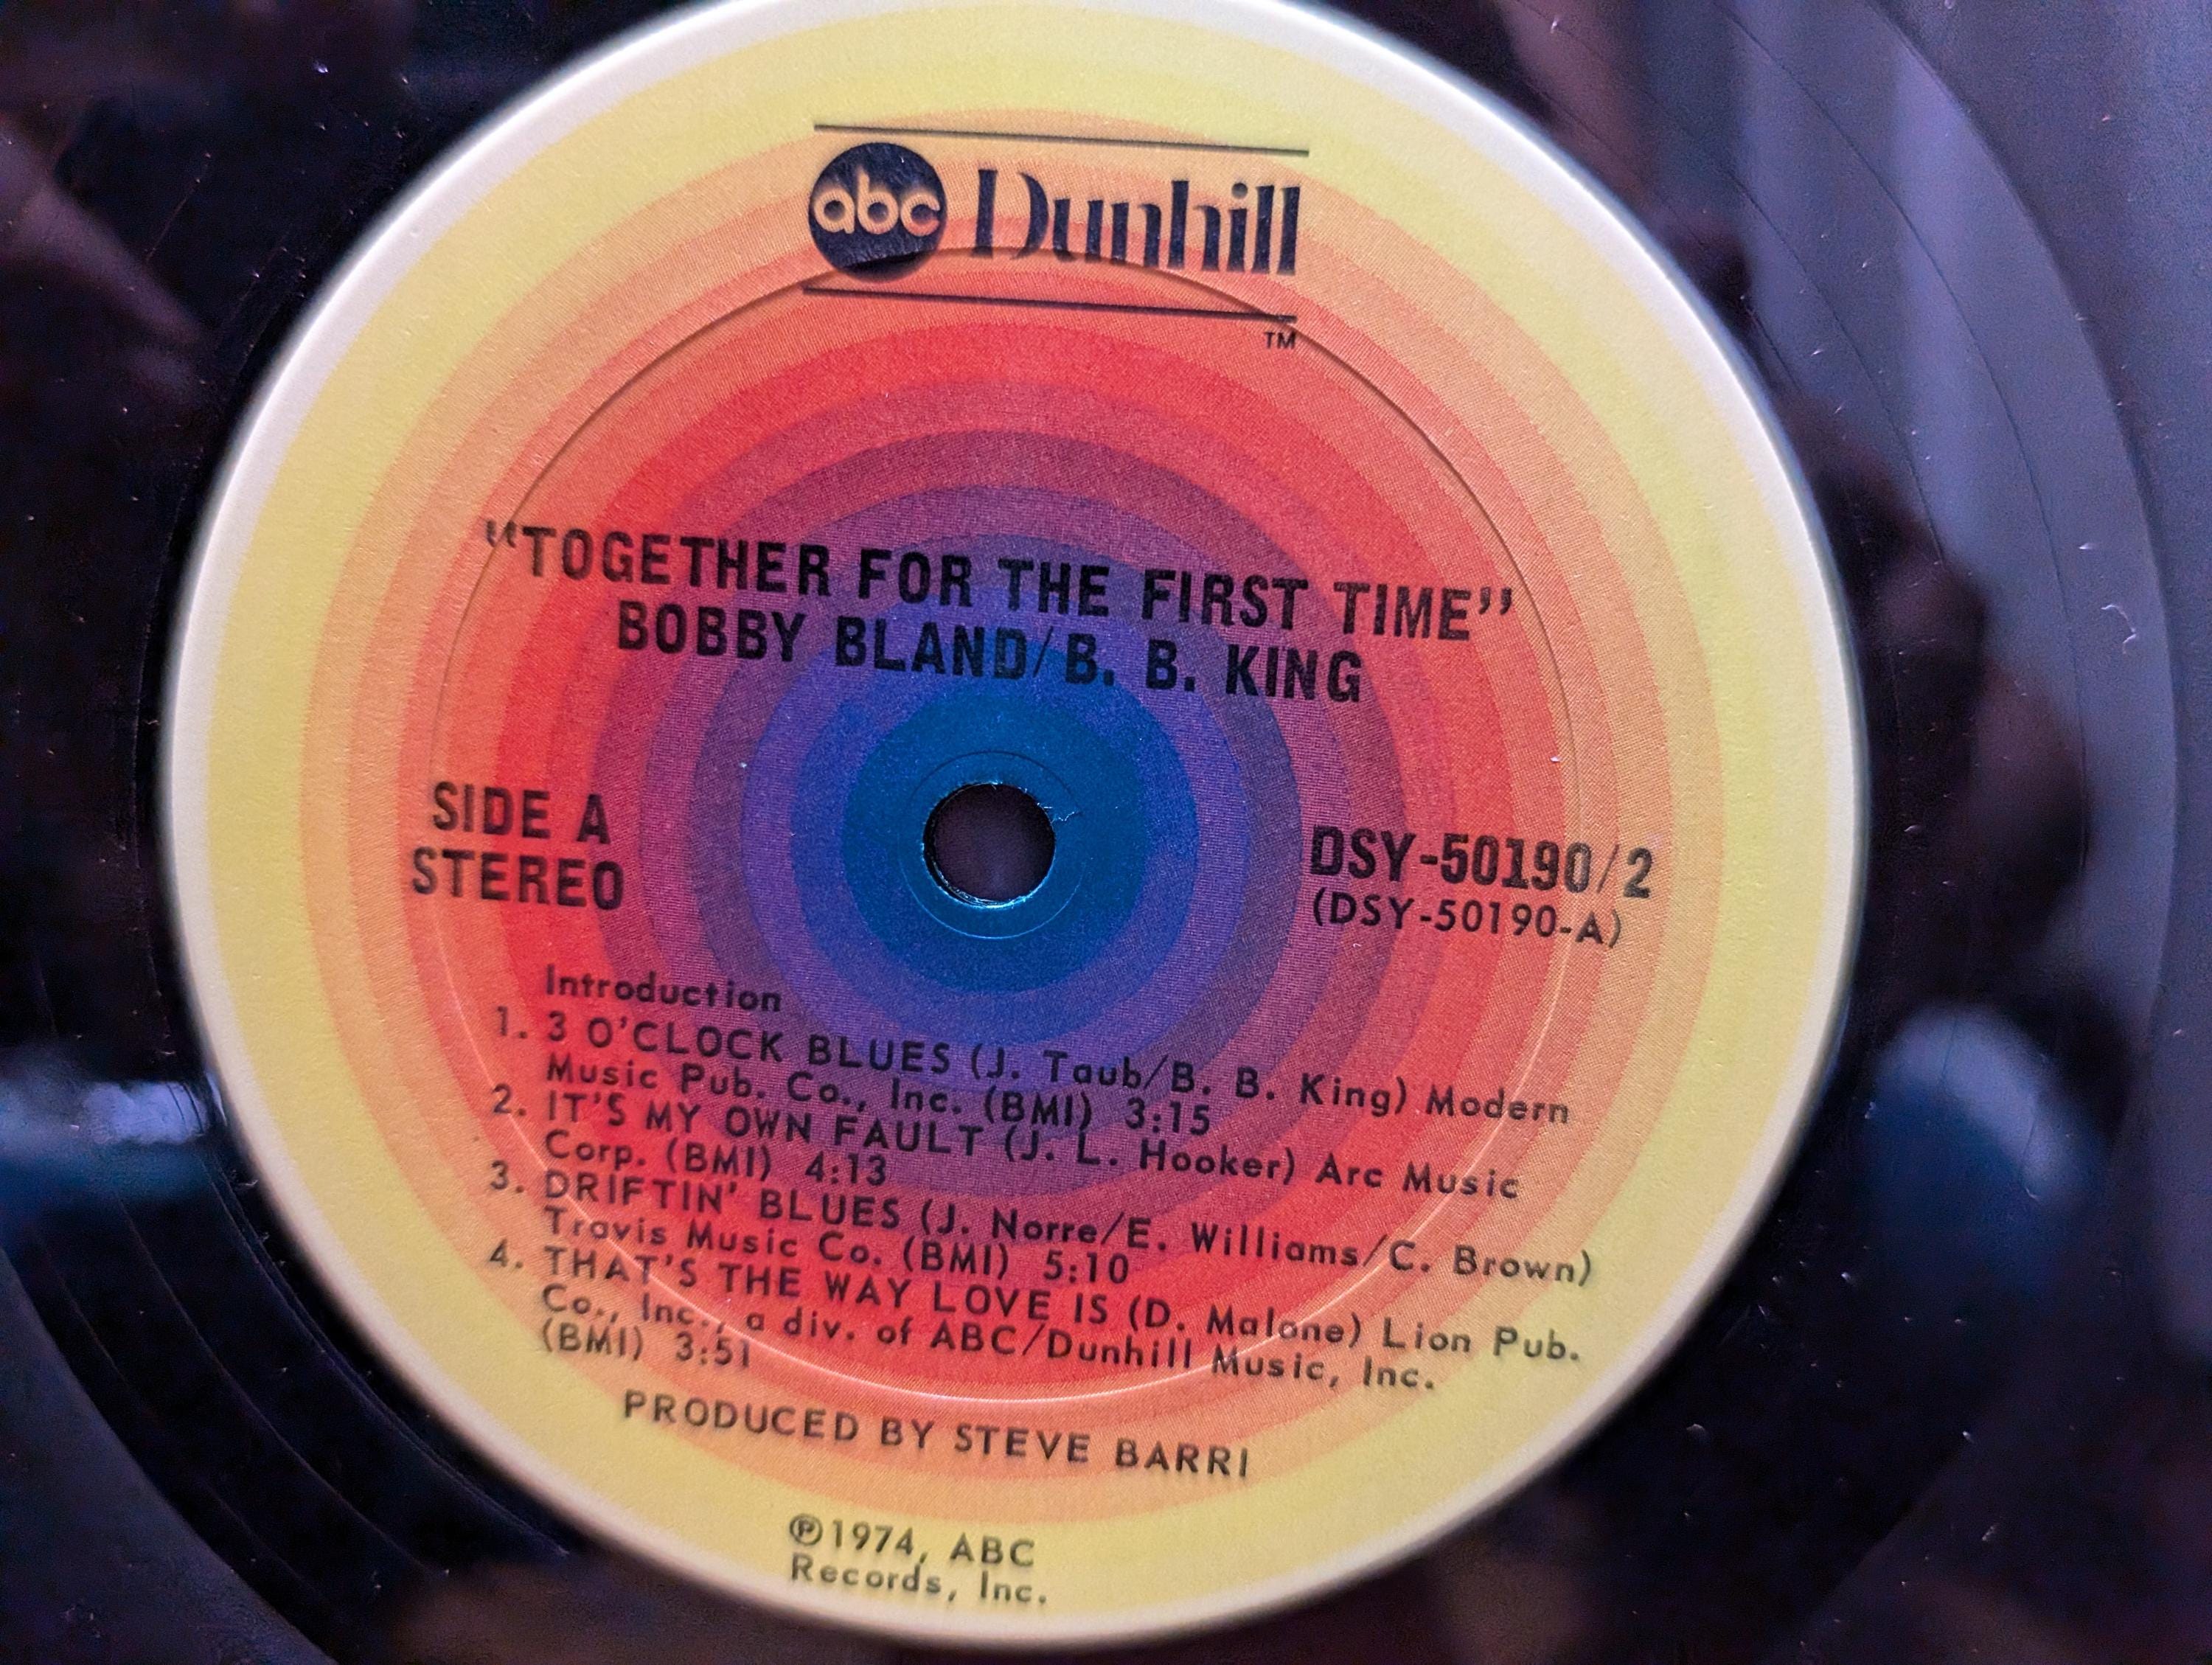 abc Dunhill
TM
“TOGETHER FOR THE FIRST TIME”
BOBBY BLAND/B. B. KING
SIDE A
STEREO
DSY-50190/2
(DSY-50190-A)
Introduction
1. 3 O'CLOCK BLUES (J. Taub/B. B. King) Modern
Music Pub. Co., Inc. (BMI) 3:15
2. IT'S MY OWN FAULT (J. L. Hooker) Arc Music
Corp. (BMI) 4:13
3. DRIFTIN' BLUES (J. Norre/E. Williams/C. Brown)
Travis Music Co. (BMI) 5:10
4. THAT'S THE WAY LOVE IS (D. Malone) Lion Pub.
Co., Inc., a div. of ABC/Dunhill Music, Inc.
(BMI) 3:51
PRODUCED BY STEVE BARRI
℗1974, ABC
Records, Inc.